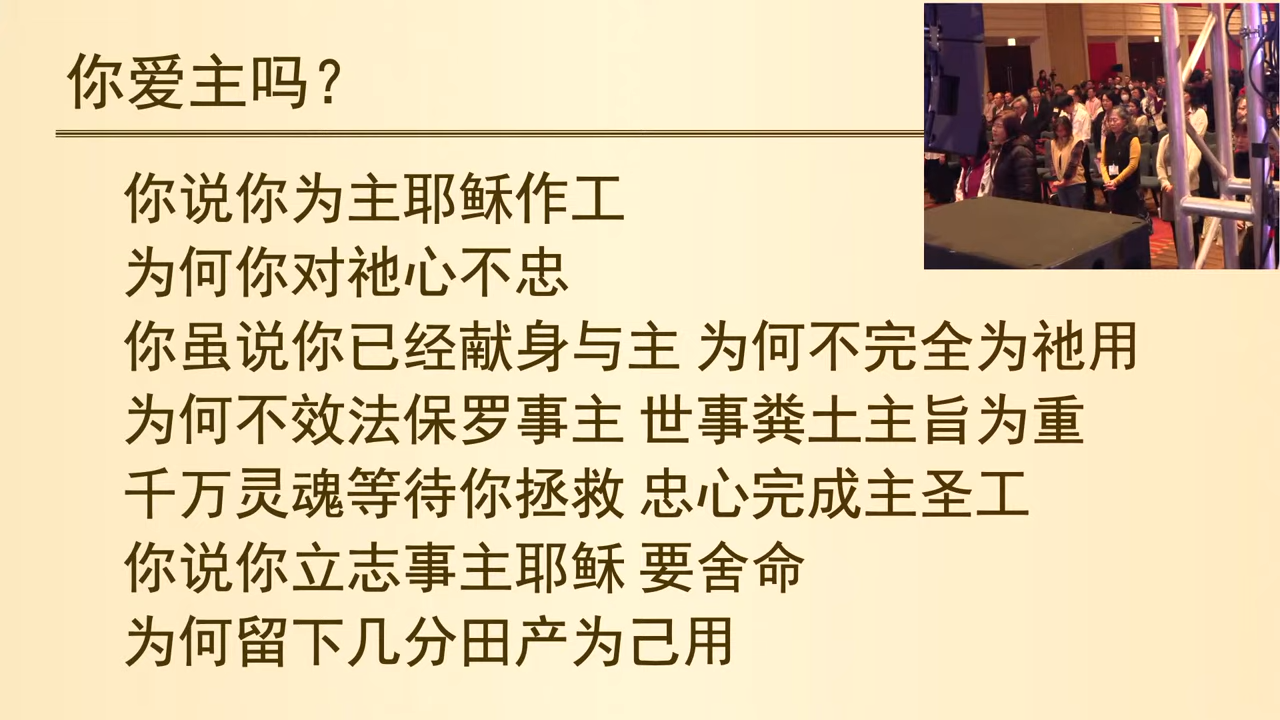 你爱主吗？
你说你为主耶稣作工
为何你对祂心不忠
你虽说你已经献身与主 为何不完全为祂用
为何不效法保罗事主 世事粪土主旨为重
千万灵魂等待你拯救 忠心完成主圣工
你说你立志事主耶稣 要舍命
为何留下几分田产为己用